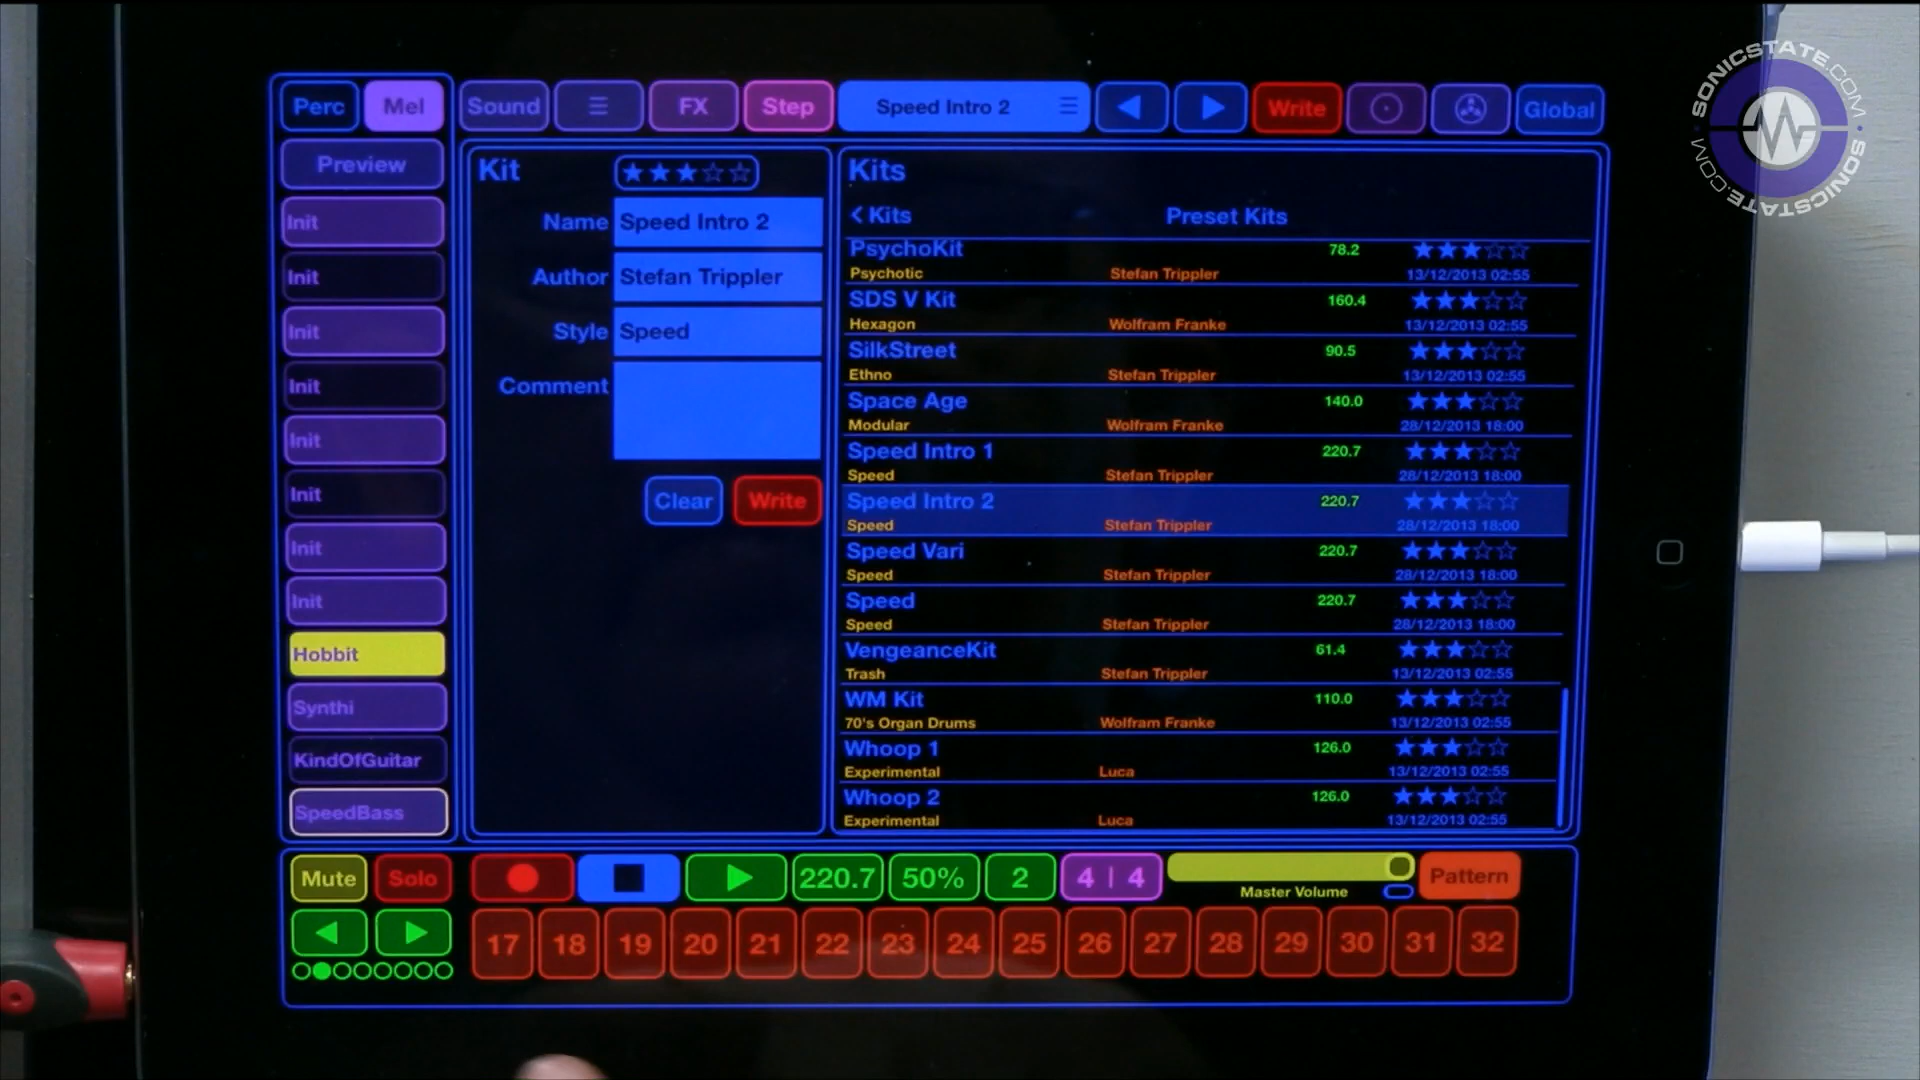 SONICSTATE.COM • SONICSTATE.COM •
Perc Mel Sound FX Step Speed Intro 2 Write Global
Preview
Init
Init
Init
Init
Init
Init
Init
Init
Hobbit
Synthi
KindOfGuitar
SpeedBass
Kit
Name Speed Intro 2
Author Stefan Trippler
Style Speed
Comment
Clear Write
Kits
< Kits Preset Kits
PsychoKit 78.2
Psychotic Stefan Trippler 13/12/2013 02:55
SDS V Kit 160.4
Hexagon Wolfram Franke 13/12/2013 02:55
SilkStreet 90.5
Ethno Stefan Trippler 13/12/2013 02:55
Space Age 140.0
Modular Wolfram Franke 28/12/2013 18:00
Speed Intro 1 220.7
Speed Stefan Trippler 28/12/2013 18:00
Speed Intro 2 220.7
Speed Stefan Trippler 28/12/2013 18:00
Speed Vari 220.7
Speed Stefan Trippler 28/12/2013 18:00
Speed 220.7
Speed Stefan Trippler 28/12/2013 18:00
VengeanceKit 61.4
Trash Stefan Trippler 13/12/2013 02:55
WM Kit 110.0
70's Organ Drums Wolfram Franke 13/12/2013 02:55
Whoop 1 126.0
Experimental Luca 13/12/2013 02:55
Whoop 2 126.0
Experimental Luca 13/12/2013 02:55
Mute Solo 220.7 50% 2 4 | 4 Master Volume Pattern
17 18 19 20 21 22 23 24 25 26 27 28 29 30 31 32